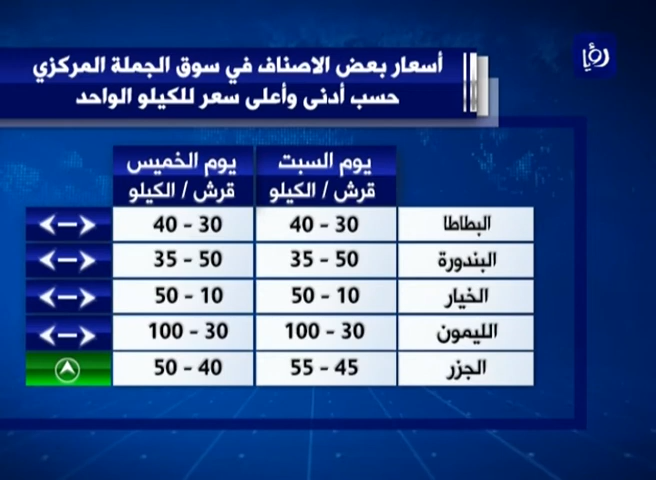 رؤيا
أسعار بعض الاصناف في سوق الجملة المركزي
حسب أدنى وأعلى سعر للكيلو الواحد
يوم السبت يوم الخميس
قرش / الكيلو قرش / الكيلو
البطاطا 30 - 40 30 - 40
البندورة 50 - 35 50 - 35
الخيار 10 - 50 10 - 50
الليمون 30 - 100 30 - 100
الجزر 45 - 55 40 - 50